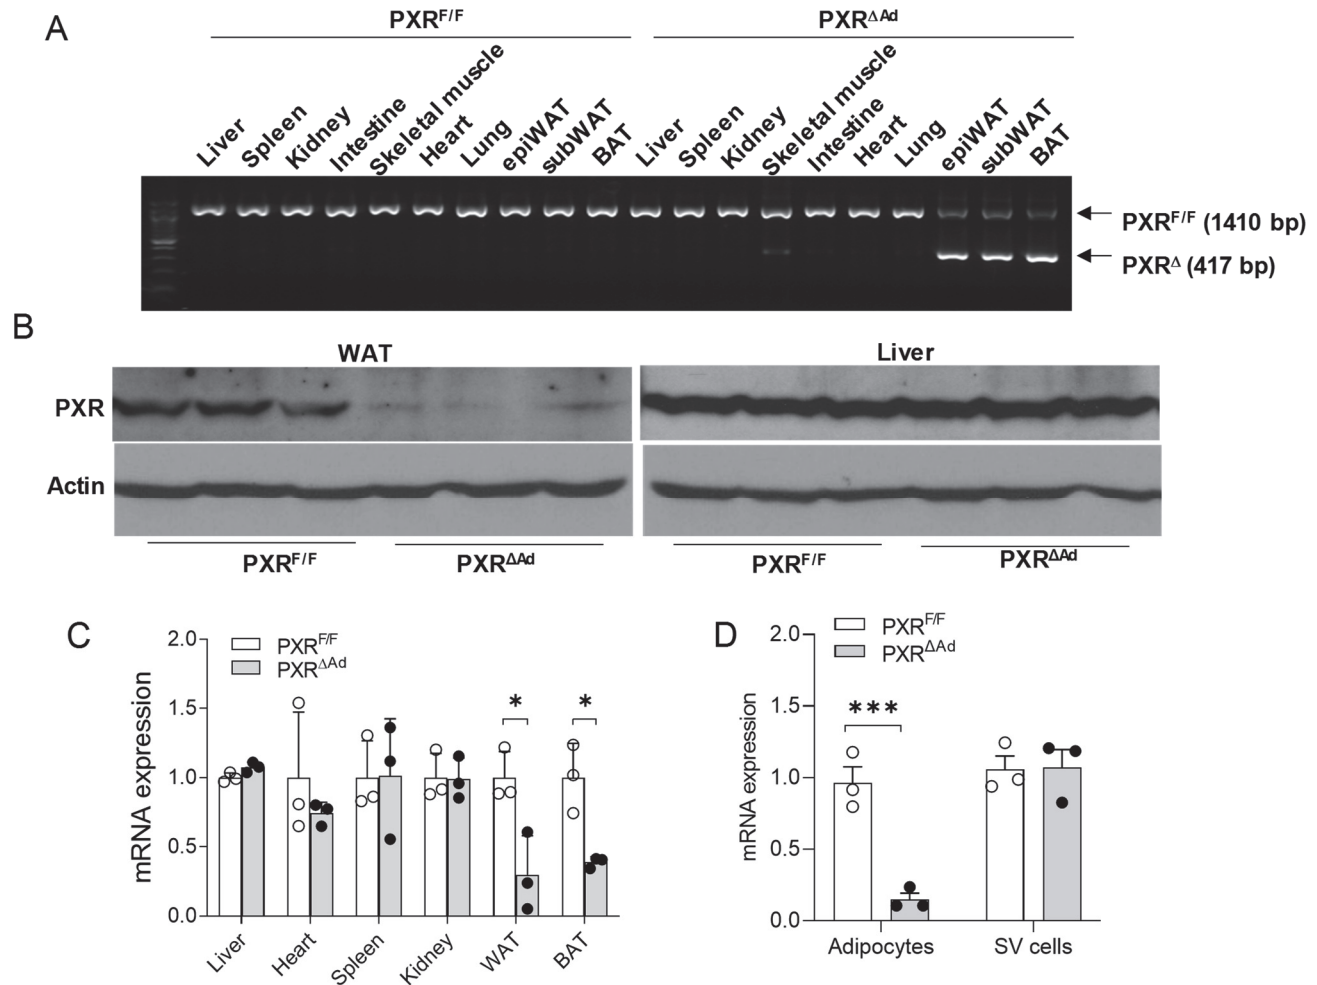 A
PXRF/F PXRΔAd
Liver Spleen Kidney Intestine Skeletal muscle Heart Lung epiWAT subWAT BAT Liver Spleen Kidney Skeletal muscle Intestine Heart Lung epiWAT subWAT BAT
PXRF/F (1410 bp)
PXRΔ (417 bp)
B
WAT Liver
PXR
Actin
PXRF/F PXRΔAd PXRF/F PXRΔAd
C
mRNA expression
2.0
1.5
1.0
0.5
0.0
PXRF/F
PXRΔAd
* *
Liver Heart Spleen Kidney WAT BAT
D
mRNA expression
2.0
1.5
1.0
0.5
0.0
PXRF/F
PXRΔAd
***
Adipocytes SV cells